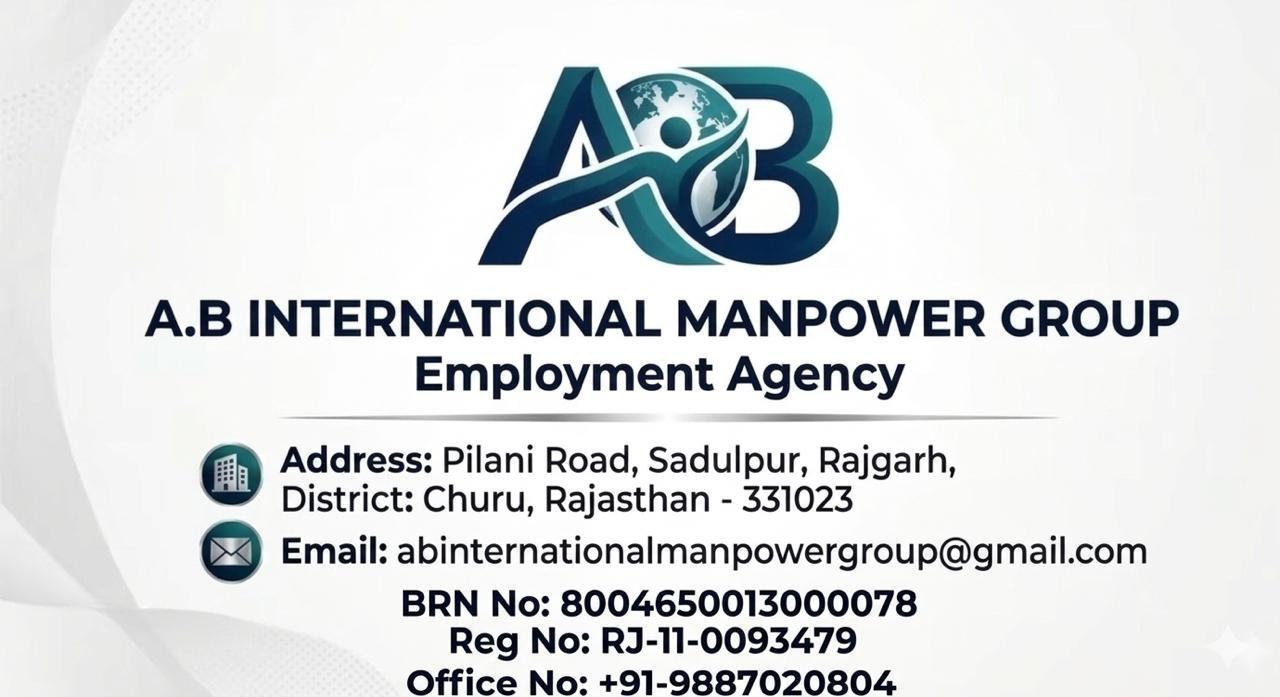 AB
A.B INTERNATIONAL MANPOWER GROUP
Employment Agency
Address: Pilani Road, Sadulpur, Rajgarh,
District: Churu, Rajasthan - 331023
Email: abinternationalmanpowergroup@gmail.com
BRN No: 8004650013000078
Reg No: RJ-11-0093479
Office No: +91-9887020804